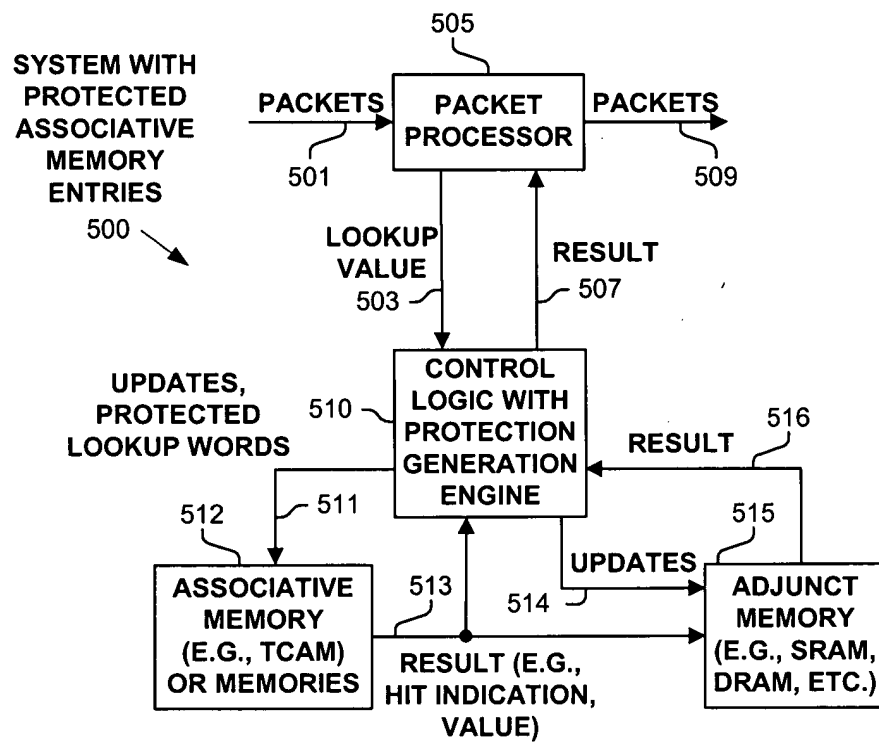 505
SYSTEM WITH
PROTECTED
ASSOCIATIVE
MEMORY
ENTRIES
500
PACKETS
501
PACKET
PROCESSOR
PACKETS
509
LOOKUP
VALUE
503
RESULT
507
UPDATES,
PROTECTED
LOOKUP WORDS
510
CONTROL
LOGIC WITH
PROTECTION
GENERATION
ENGINE
RESULT
516
511
512
513
UPDATES
514
515
ASSOCIATIVE
MEMORY
(E.G., TCAM)
OR MEMORIES
RESULT (E.G.,
HIT INDICATION,
VALUE)
ADJUNCT
MEMORY
(E.G., SRAM,
DRAM, ETC.)